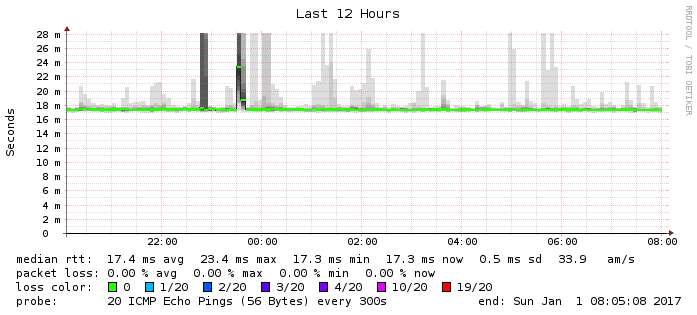 Last 12 Hours
RRDTOOL / TOBI OETIKER
Seconds
28 m
26 m
24 m
22 m
20 m
18 m
16 m
14 m
12 m
10 m
8 m
6 m
4 m
2 m
0
22:00 00:00 02:00 04:00 06:00 08:00
median rtt: 17.4 ms avg 23.4 ms max 17.3 ms min 17.3 ms now 0.5 ms sd 33.9 am/s
packet loss: 0.00 % avg 0.00 % max 0.00 % min 0.00 % now
loss color: 0 1/20 2/20 3/20 4/20 10/20 19/20
probe: 20 ICMP Echo Pings (56 Bytes) every 300s end: Sun Jan 1 08:05:08 2017